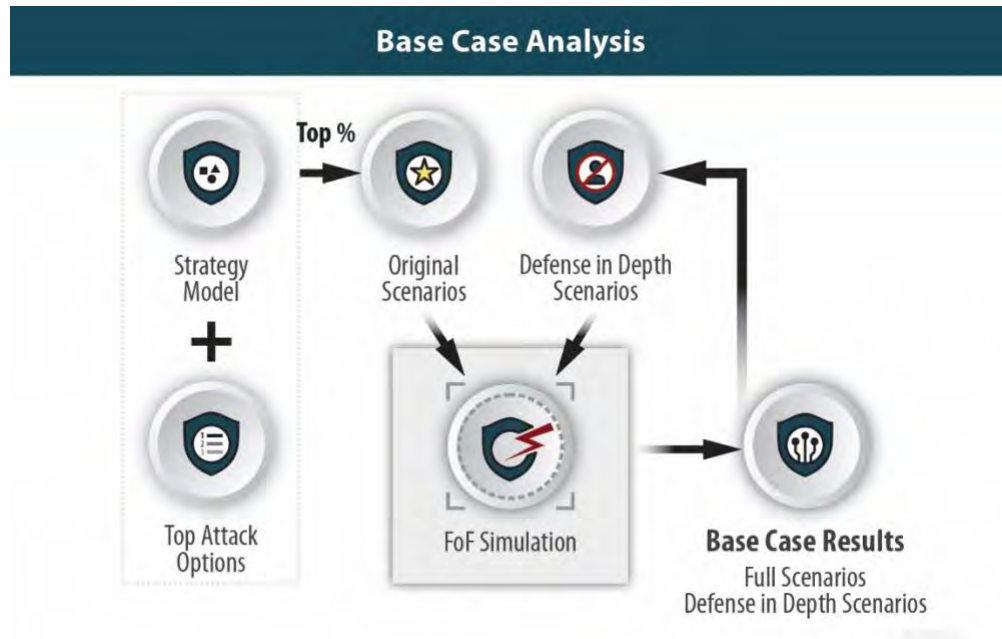 Base Case Analysis
Top %
Strategy
Model
Original
Scenarios
Defense in Depth
Scenarios
Top Attack
Options
FoF Simulation
Base Case Results
Full Scenarios
Defense in Depth Scenarios